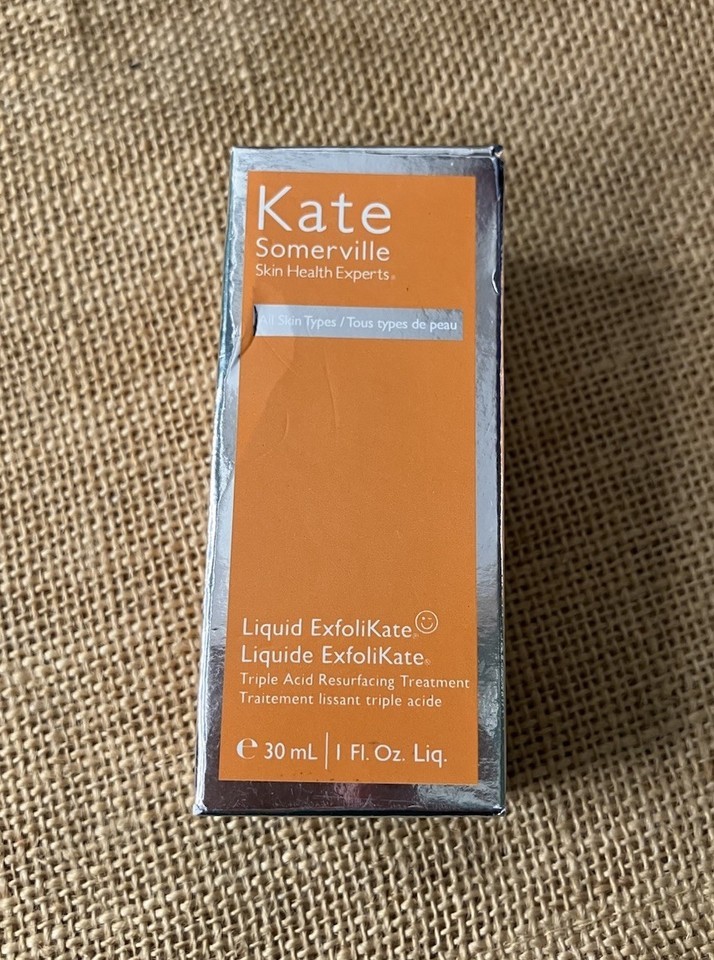 Kate
Somerville
Skin Health Experts®
All Skin Types / Tous types de peau
Liquid ExfoliKate®
Liquide ExfoliKate®
Triple Acid Resurfacing Treatment
Traitement lissant triple acide
℮ 30 mL | 1 Fl. Oz. Liq.